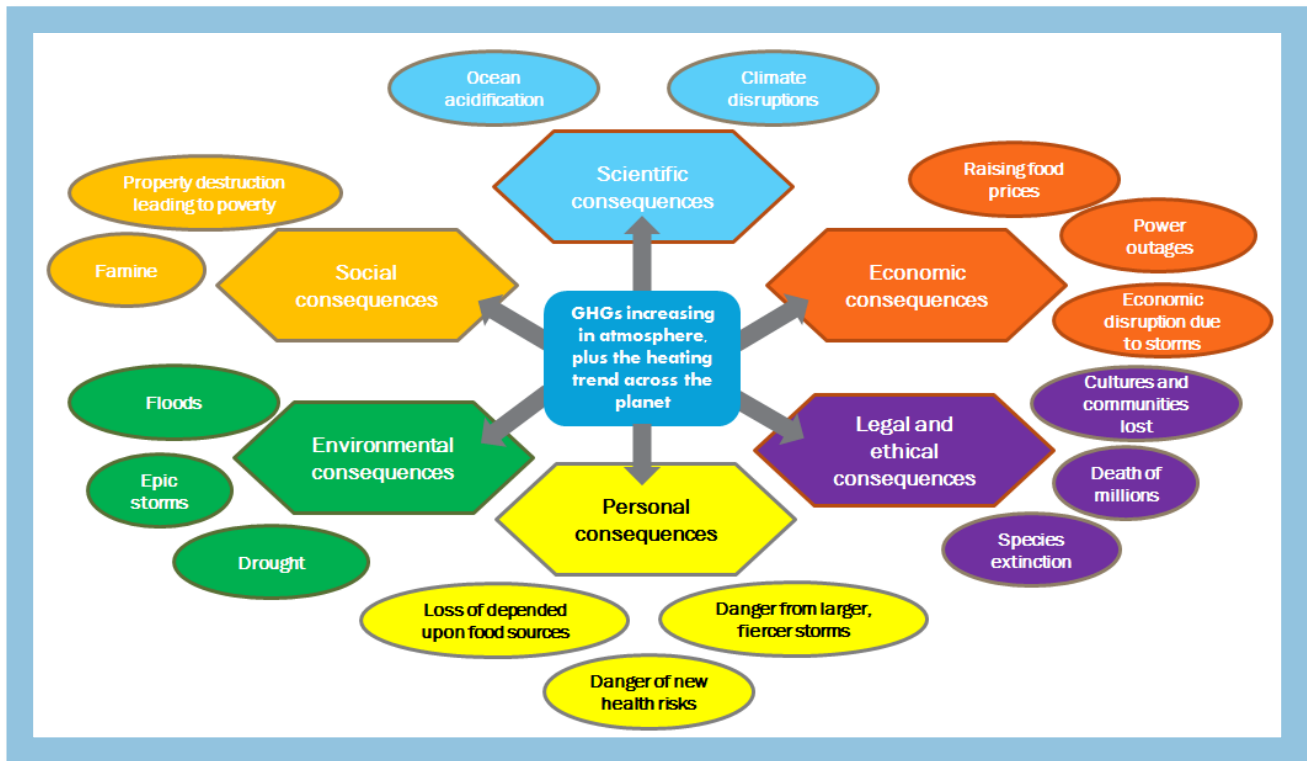 Ocean
acidification
Climate
disruptions
Scientific
consequences
Property destruction
leading to poverty
Famine
Social
consequences
Raising food
prices
Power
outages
Economic
consequences
Economic
disruption due
to storms
GHGs increasing
in atmosphere,
plus the heating
trend across the
planet
Floods
Epic
storms
Drought
Environmental
consequences
Cultures and
communities
lost
Legal and
ethical
consequences
Death of
millions
Species
extinction
Personal
consequences
Loss of depended
upon food sources
Danger from larger,
fiercer storms
Danger of new
health risks